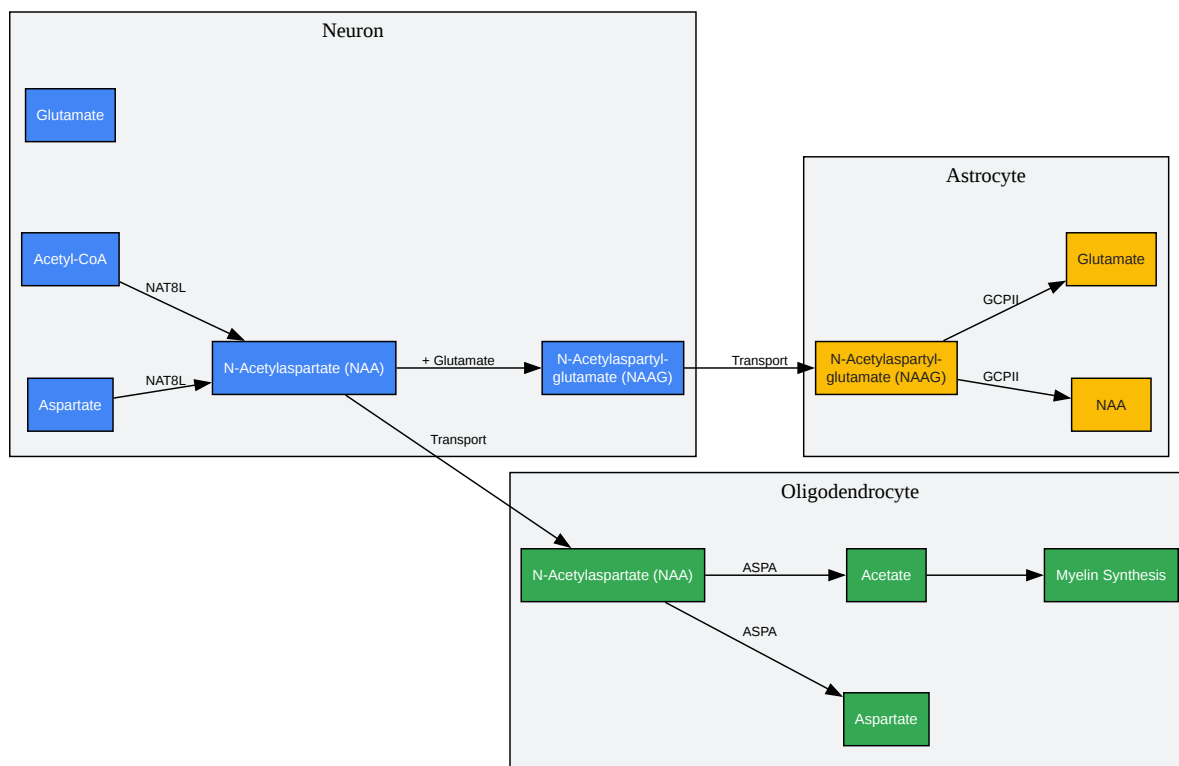 Neuron
Glutamate
Acetyl-CoA
NAT8L
Aspartate
NAT8L
N-Acetylaspartate (NAA)
+ Glutamate
N-Acetylaspartyl-
glutamate (NAAG)
Transport
Transport
Astrocyte
N-Acetylaspartyl-
glutamate (NAAG)
GCPII
Glutamate
GCPII
NAA
Oligodendrocyte
N-Acetylaspartate (NAA)
ASPA
Acetate
Myelin Synthesis
ASPA
Aspartate